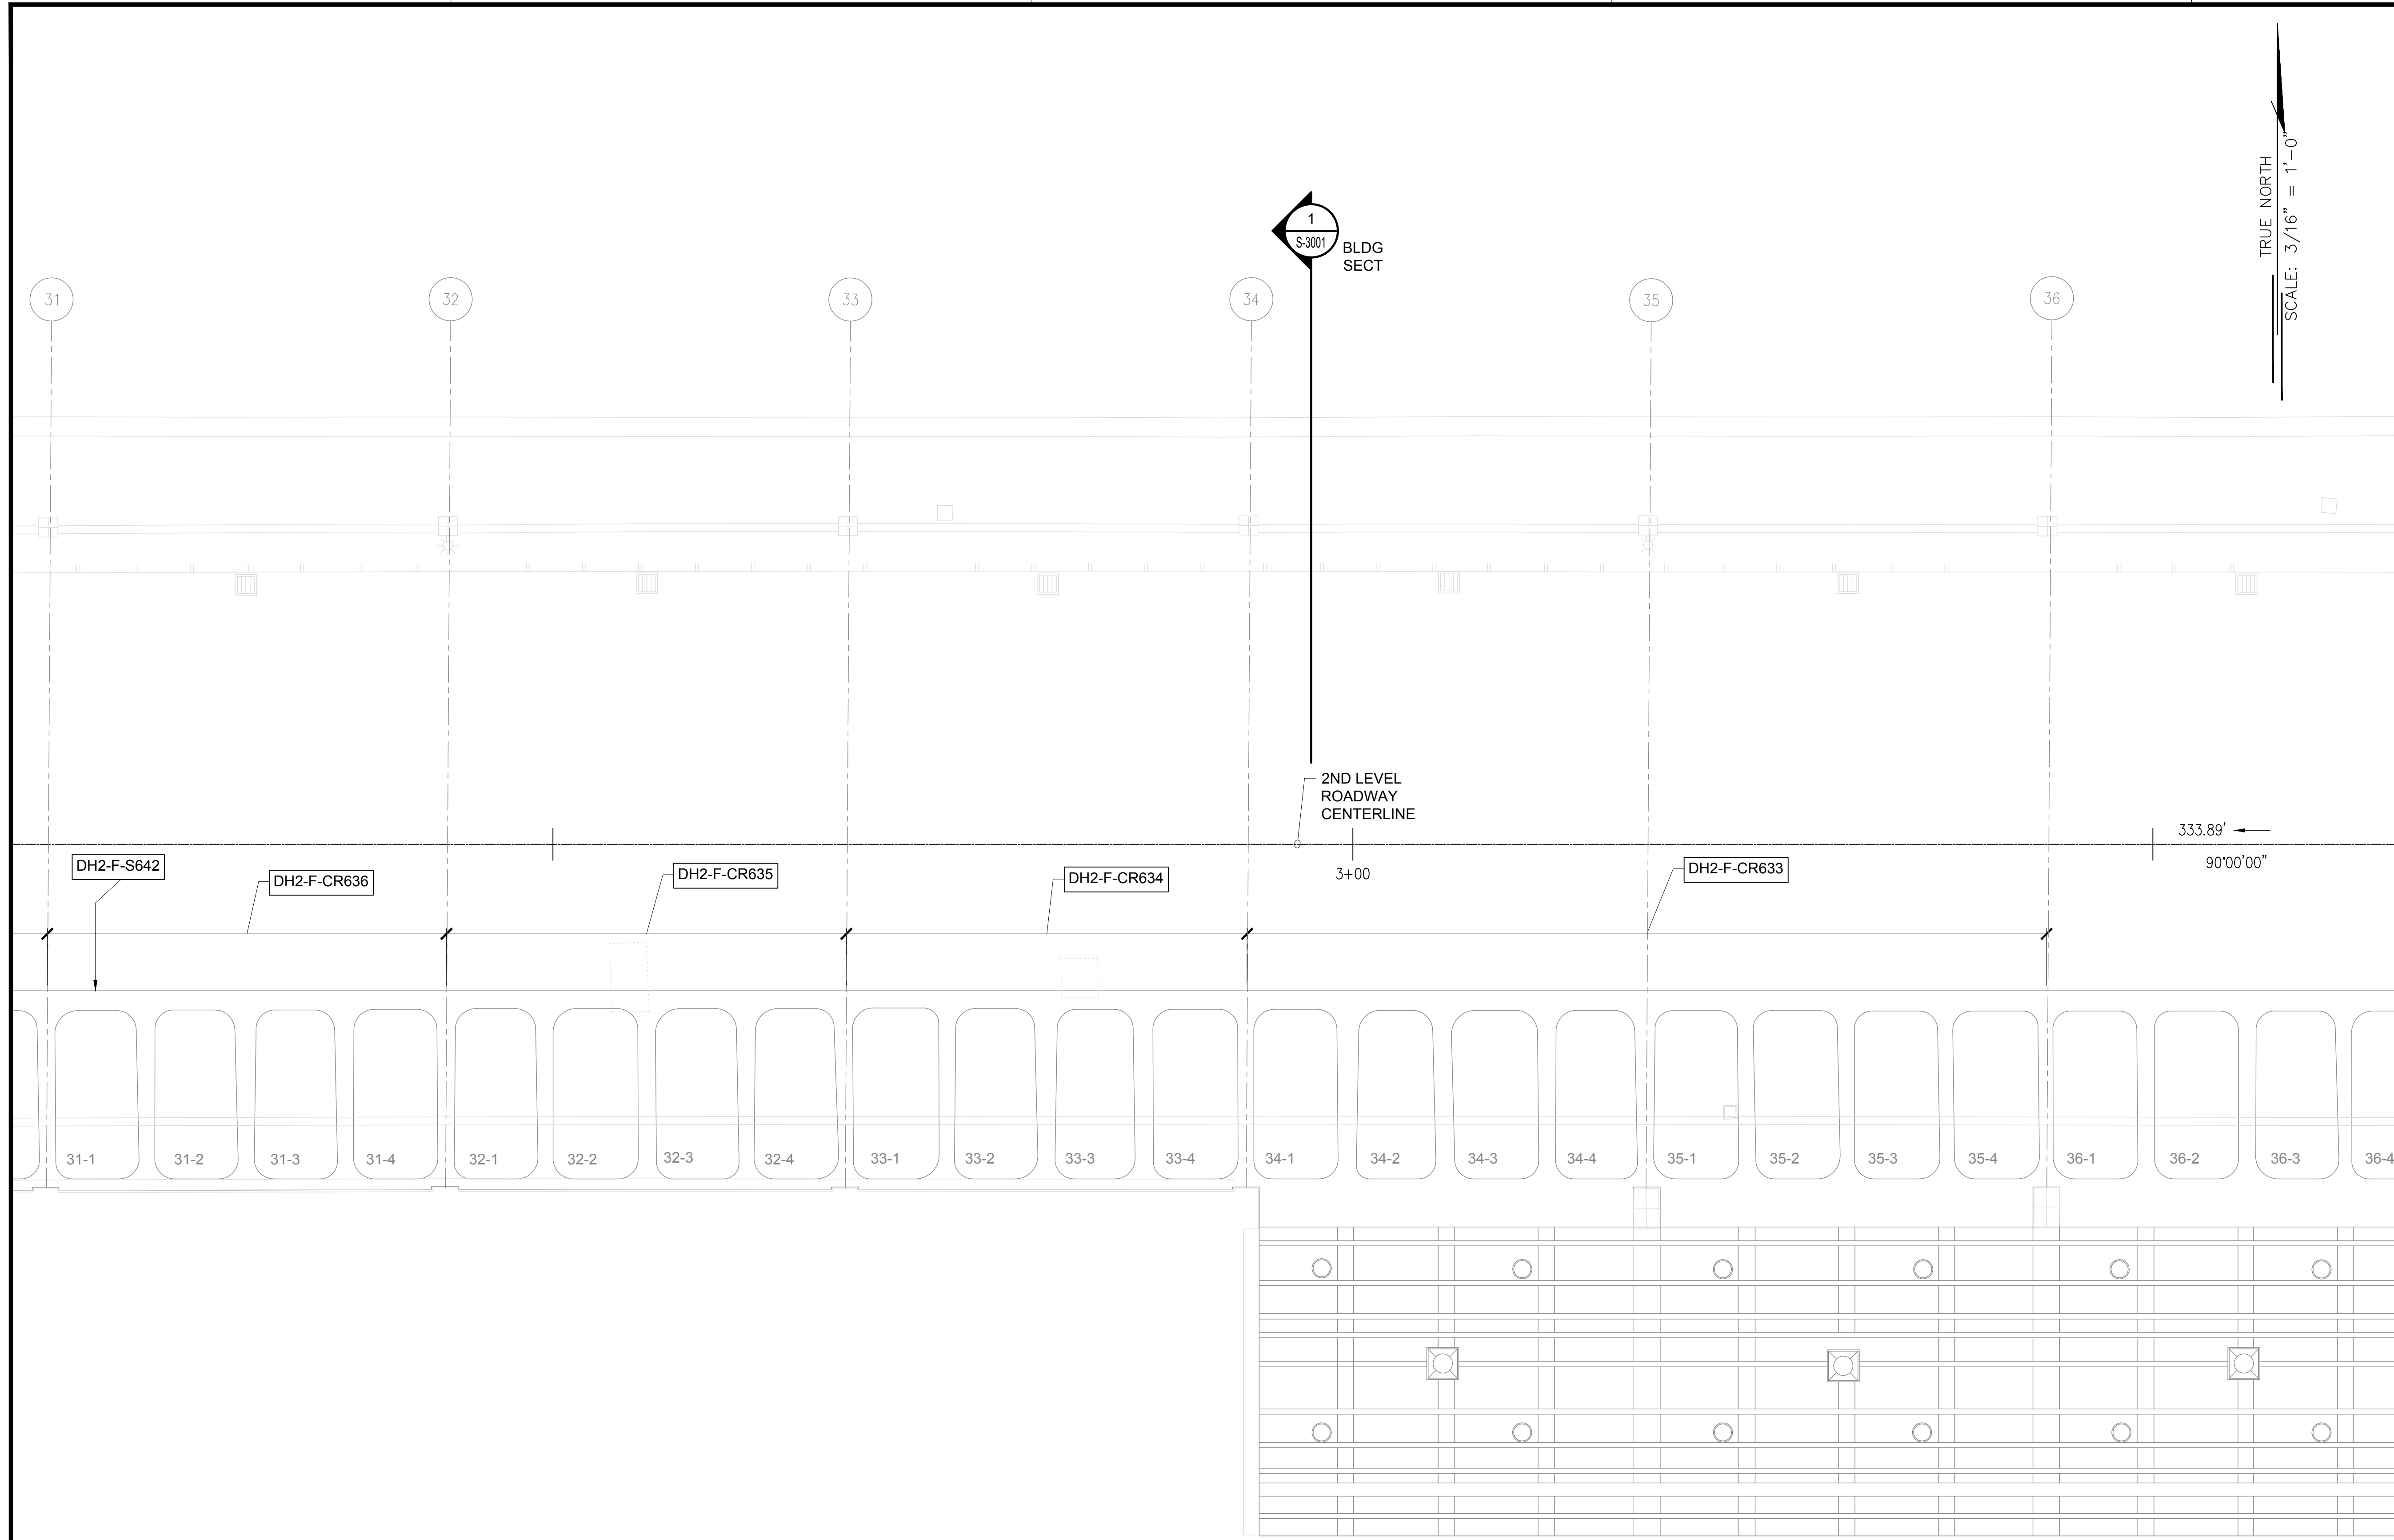 TRUE NORTH
SCALE: 3/16" = 1'-0"
1
S-3001
BLDG
SECT
31
32
33
34
35
36
2ND LEVEL
ROADWAY
CENTERLINE
333.89'
90°00'00"
3+00
DH2-F-S642
DH2-F-CR636
DH2-F-CR635
DH2-F-CR634
DH2-F-CR633
31-1
31-2
31-3
31-4
32-1
32-2
32-3
32-4
33-1
33-2
33-3
33-4
34-1
34-2
34-3
34-4
35-1
35-2
35-3
35-4
36-1
36-2
36-3
36-4